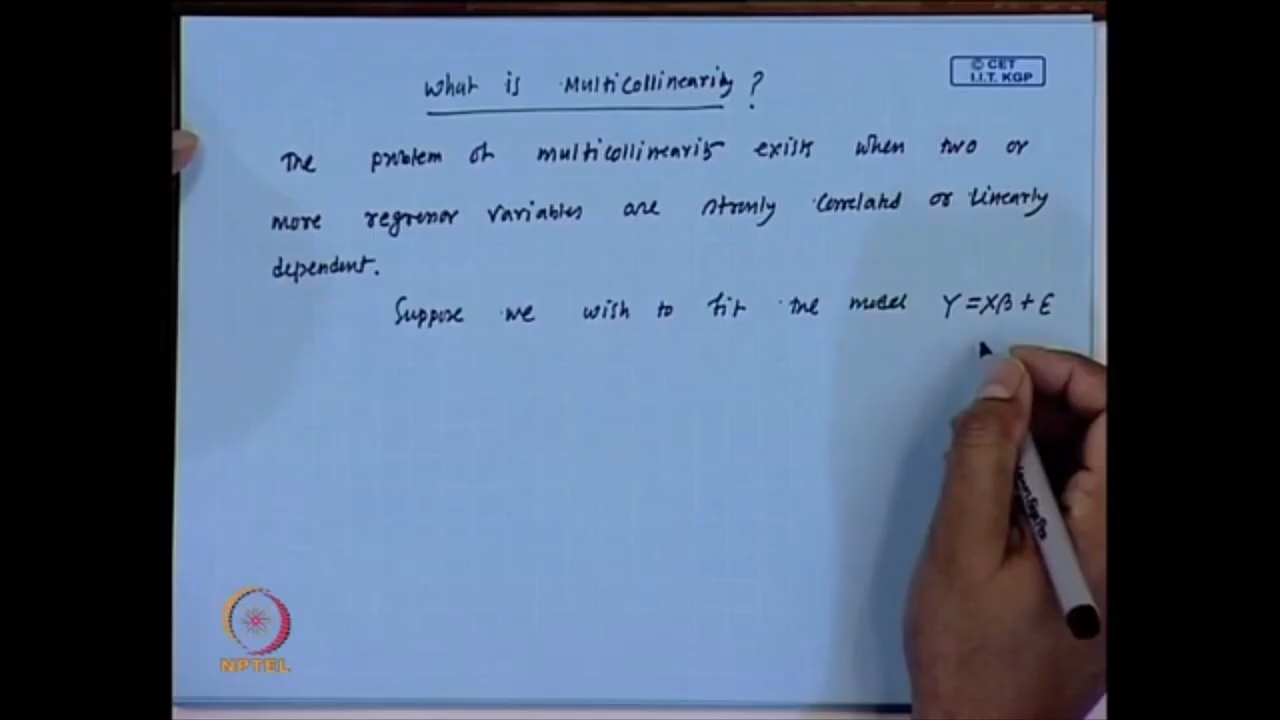 What is Multicollinearity?
© CET
I.I.T. KGP
The problem of multicollinearity exists when two or
more regressor variables are strongly correlated or linearly
dependent.
Suppose we wish to fit the model Y = Xβ + ε
NPTEL